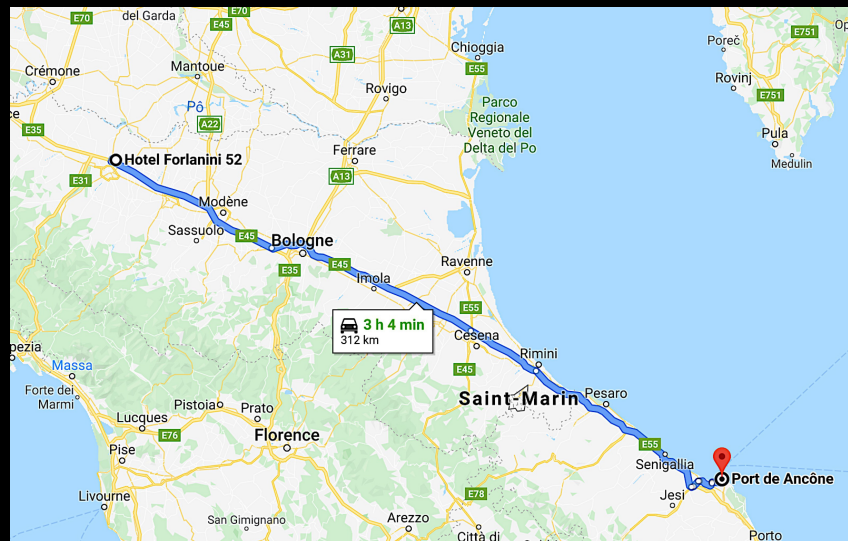 E70
del Garda
E70
E45
A13
Chioggia
E55
A31
Crémone
Mantoue
Rovigo
Poreč
E751
Rovinj
E751
Pô
A22
Parco
Regionale
Veneto del
Delta del Po
E35
Pula
Medulin
Ferrare
A13
Hotel Forlanini 52
E31
Modène
Sassuolo
E45
Bologne
E35
E45
Imola
Ravenne
E55
3 h 4 min
312 km
Cesena
E45
Rimini
Massa
Forte dei
Marmi
Saint-Marin
Pesaro
Pistoia
Prato
Lucques
E76
Florence
Pise
E55
Senigallia
Port de Ancône
Jesi
Livourne
E78
San Gimignano
Arezzo
Città di
Porto